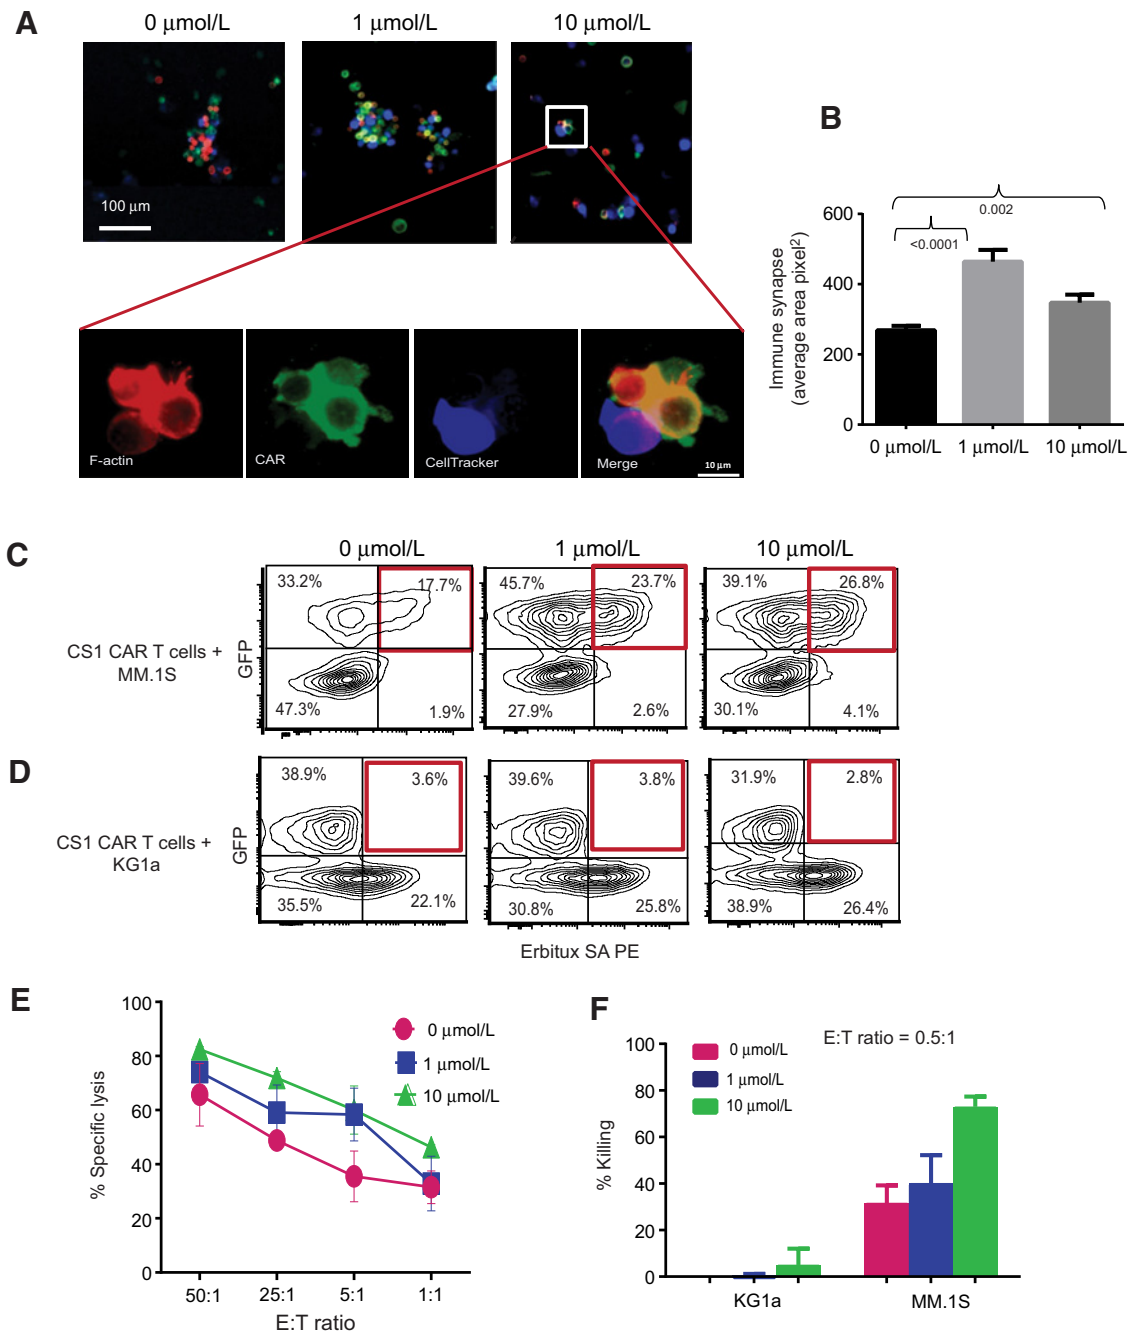 A
0 μmol/L
1 μmol/L
10 μmol/L
100 μm
F-actin
CAR
CellTracker
Merge
10 μm
B
Immune synapse
(average area pixel²)
600
400
200
0
0.002
<0.0001
0 μmol/L
1 μmol/L
10 μmol/L
C
0 μmol/L
1 μmol/L
10 μmol/L
CS1 CAR T cells +
MM.1S
GFP
33.2%
17.7%
47.3%
1.9%
45.7%
23.7%
27.9%
2.6%
39.1%
26.8%
30.1%
4.1%
D
CS1 CAR T cells +
KG1a
GFP
38.9%
3.6%
35.5%
22.1%
39.6%
3.8%
30.8%
25.8%
31.9%
2.8%
38.9%
26.4%
Erbitux SA PE
E
% Specific lysis
100
80
60
40
20
0
0 μmol/L
1 μmol/L
10 μmol/L
50:1
25:1
5:1
1:1
E:T ratio
F
E:T ratio = 0.5:1
% Killing
100
80
60
40
20
0
0 μmol/L
1 μmol/L
10 μmol/L
KG1a
MM.1S